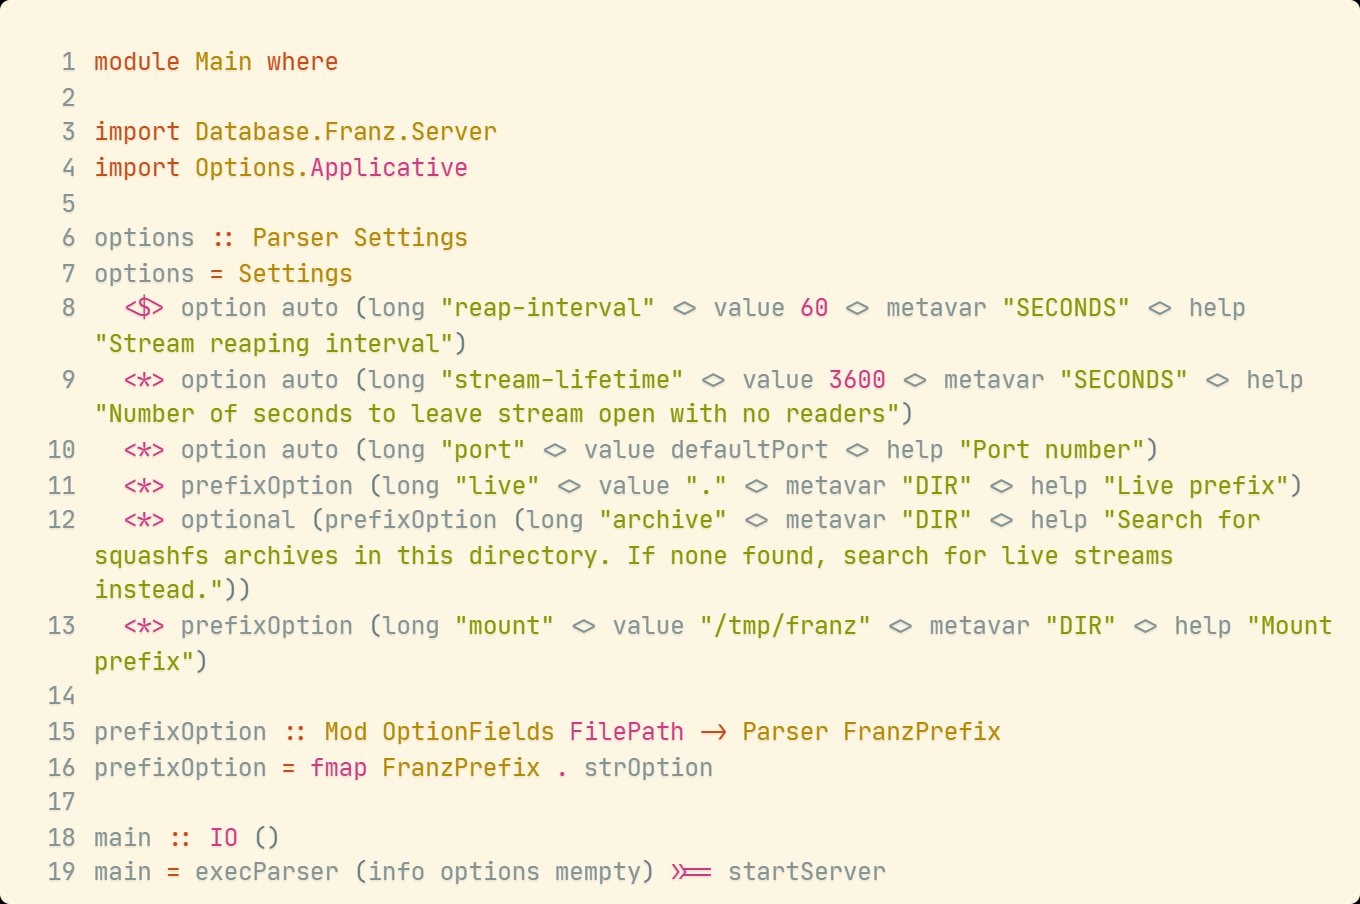 1 module Main where
2
3 import Database.Franz.Server
4 import Options.Applicative
5
6 options :: Parser Settings
7 options = Settings
8   <$> option auto (long "reap-interval" <> value 60 <> metavar "SECONDS" <> help
"Stream reaping interval")
9   <*> option auto (long "stream-lifetime" <> value 3600 <> metavar "SECONDS" <> help
"Number of seconds to leave stream open with no readers")
10   <*> option auto (long "port" <> value defaultPort <> help "Port number")
11   <*> prefixOption (long "live" <> value "." <> metavar "DIR" <> help "Live prefix")
12   <*> optional (prefixOption (long "archive" <> metavar "DIR" <> help "Search for
squashfs archives in this directory. If none found, search for live streams
instead."))
13   <*> prefixOption (long "mount" <> value "/tmp/franz" <> metavar "DIR" <> help "Mount
prefix")
14
15 prefixOption :: Mod OptionFields FilePath -> Parser FranzPrefix
16 prefixOption = fmap FranzPrefix . strOption
17
18 main :: IO ()
19 main = execParser (info options mempty) >>= startServer